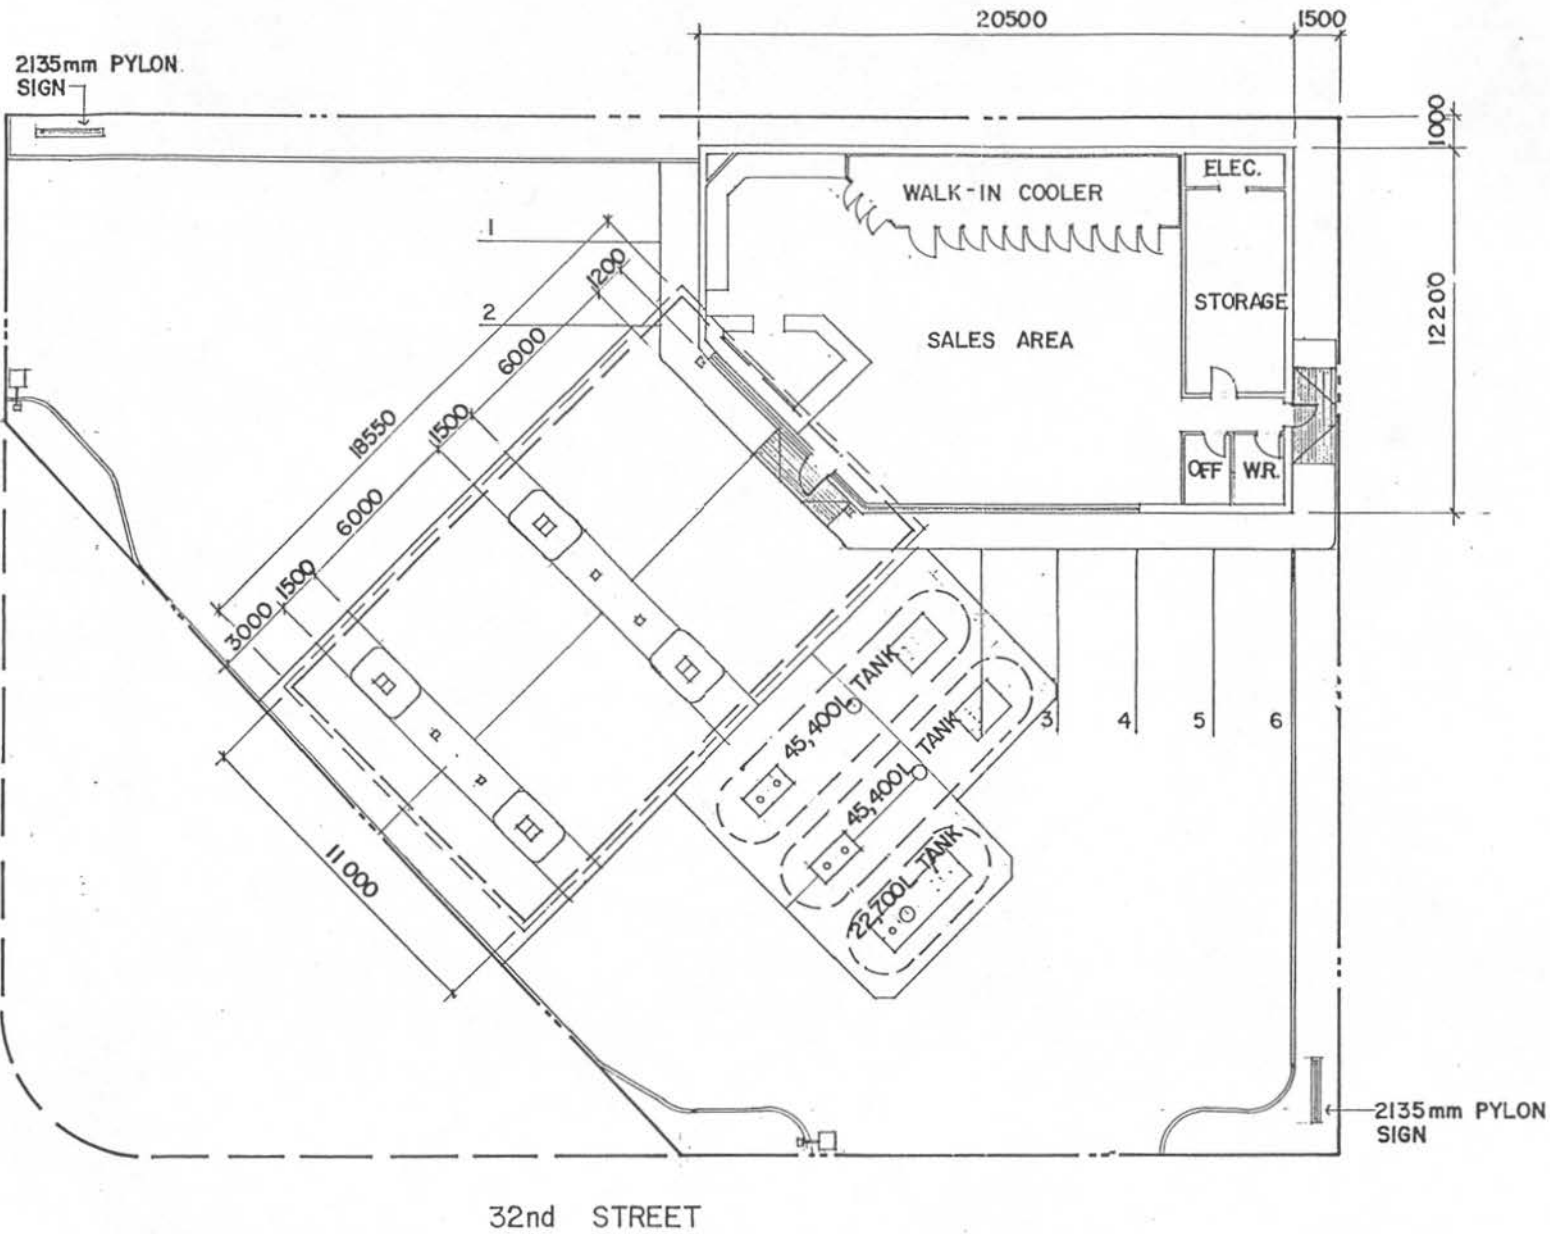 20500
1500
2135mm PYLON
SIGN
1000
ELEC.
WALK-IN COOLER
1
1200
STORAGE
12200
2
6000
SALES AREA
18550
1500
OFF
W.R.
6000
1500
3000
45,400L TANK
45,400L TANK
3
4
5
6
22,700L TANK
11000
2135mm PYLON
SIGN
32nd STREET